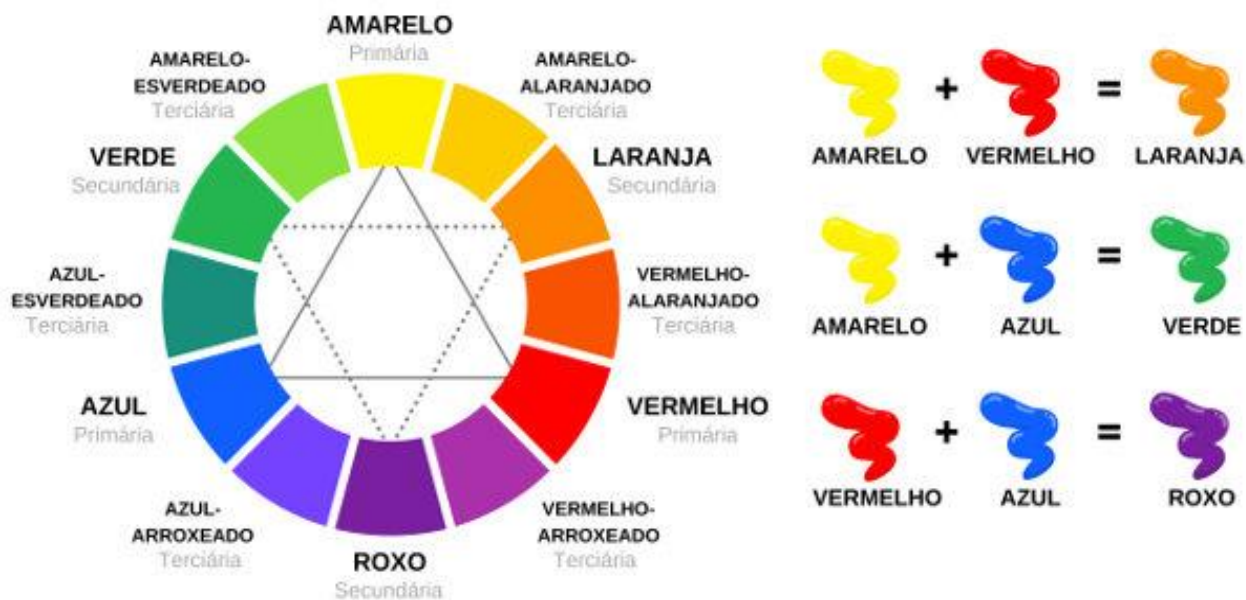 AMARELO
Primária
AMARELO-
ALARANJADO
Terciária
LARANJA
Secundária
VERMELHO-
ALARANJADO
Terciária
VERMELHO
Primária
VERMELHO-
ARROXEADO
Terciária
ROXO
Secundária
AZUL-
ARROXEADO
Terciária
AZUL
Primária
AZUL-
ESVERDEADO
Terciária
VERDE
Secundária
AMARELO-
ESVERDEADO
Terciária
+ =
AMARELO VERMELHO LARANJA
+ =
AMARELO AZUL VERDE
+ =
VERMELHO AZUL ROXO